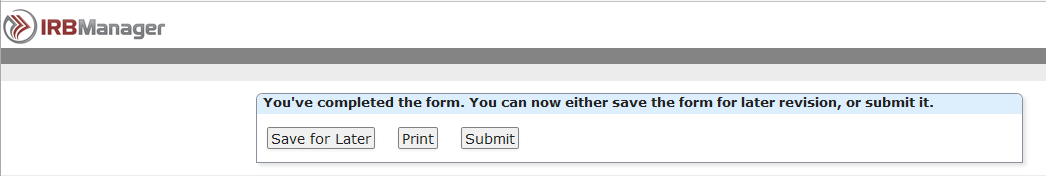 IRBManager
You've completed the form. You can now either save the form for later revision, or submit it.
Save for Later Print Submit